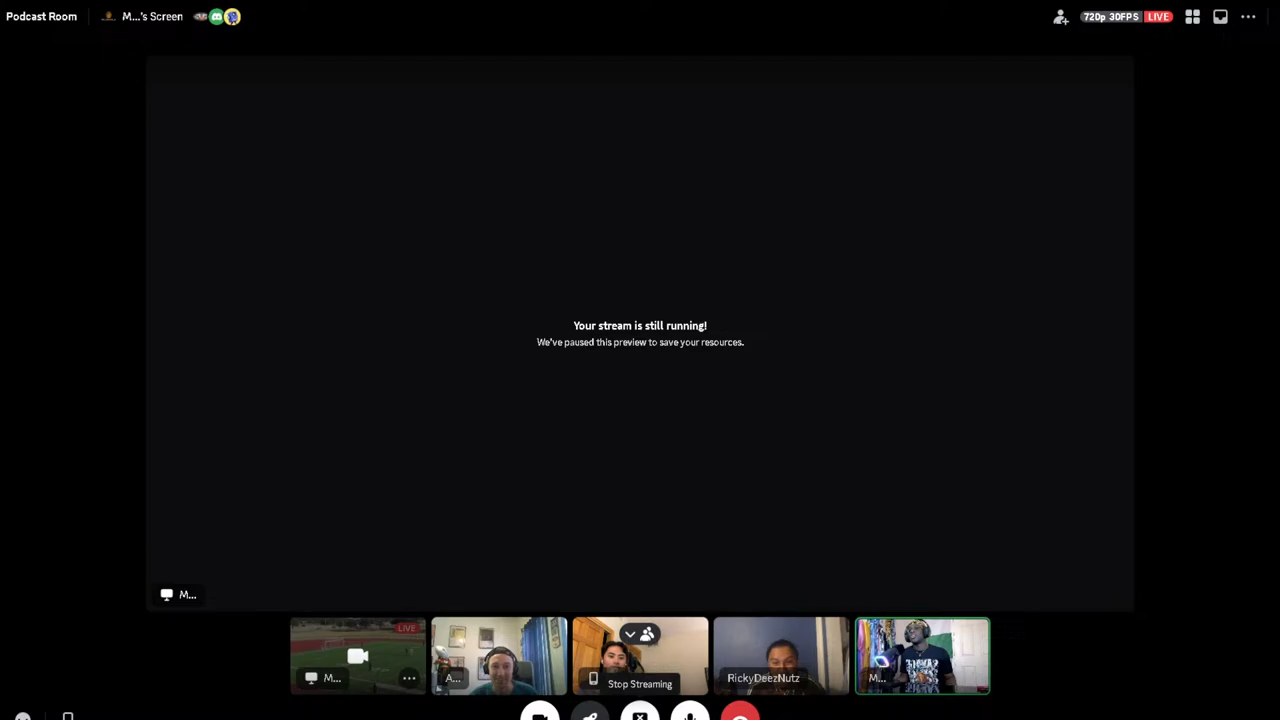 Podcast Room
M...'s Screen
720p 30FPS
LIVE
Your stream is still running!
We've paused this preview to save your resources.
M...
LIVE
M...
A...
Stop Streaming
RickyDeezNutz
M...